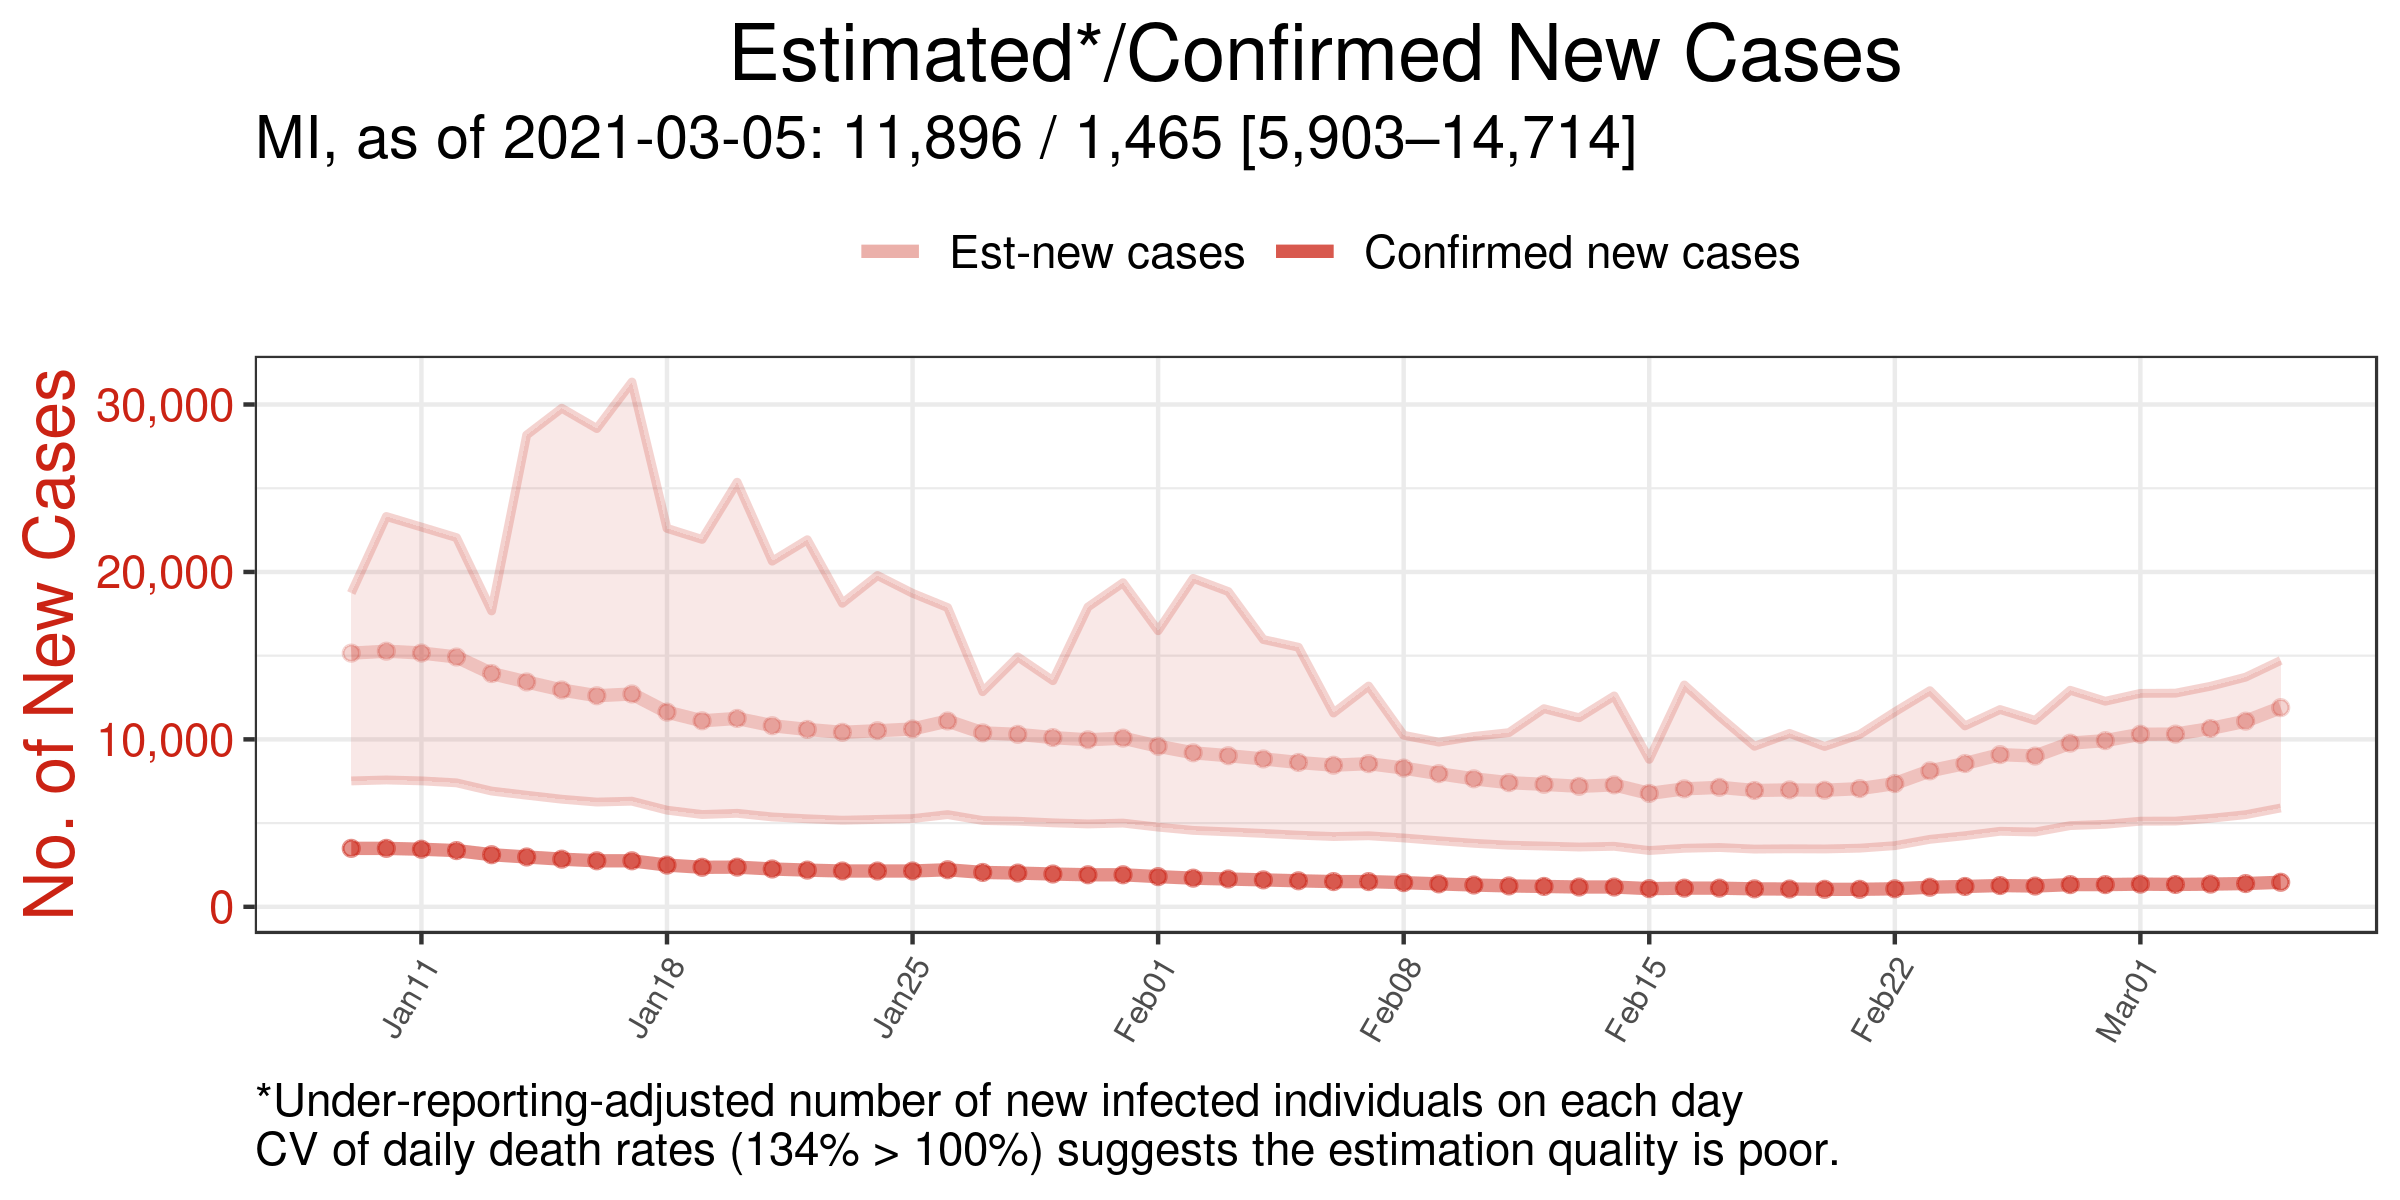 Estimated*/Confirmed New Cases
MI, as of 2021-03-05: 11,896 / 1,465 [5,903–14,714]
Est-new cases
Confirmed new cases
No. of New Cases
30,000
20,000
10,000
0
Jan11
Jan18
Jan25
Feb01
Feb08
Feb15
Feb22
Mar01
*Under-reporting-adjusted number of new infected individuals on each day
CV of daily death rates (134% > 100%) suggests the estimation quality is poor.